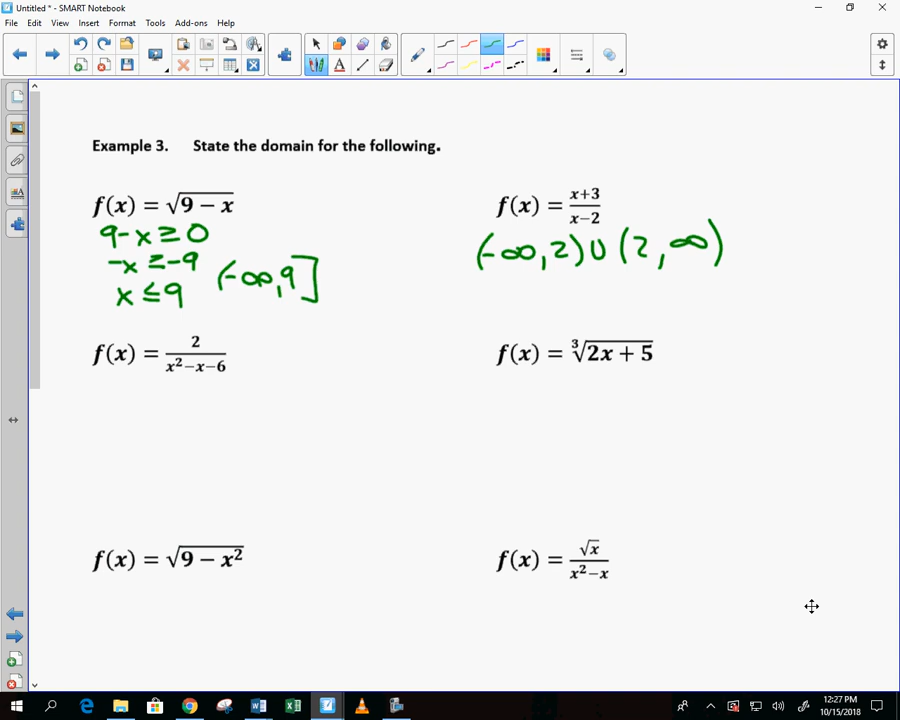 Untitled * - SMART Notebook
File Edit View Insert Format Tools Add-ons Help
Example 3. State the domain for the following.
f(x) = √(9 − x)
9-x ≥ 0
-x ≥ -9
x ≤ 9 (-∞, 9]
f(x) = (x+3)/(x−2)
(-∞, 2) ∪ (2, ∞)
f(x) = 2/(x²−x−6)
f(x) = ∛(2x + 5)
f(x) = √(9 − x²)
f(x) = √x/(x²−x)
12:27 PM
10/15/2018